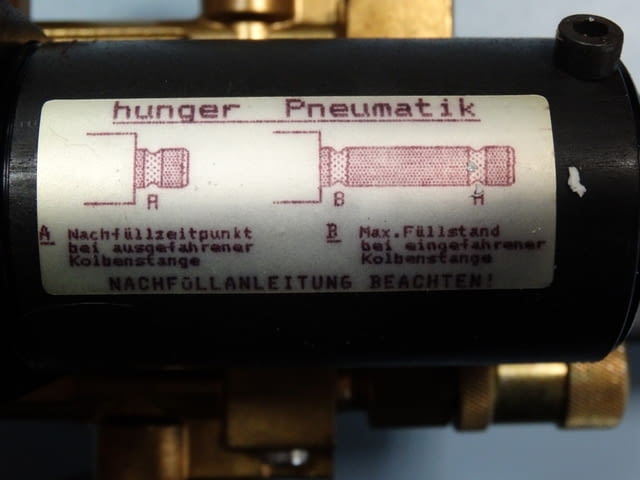 hunger Pneumatik
A B A
A Nachfüllzeitpunkt
bei ausgefahrener
Kolbenstange
B Max.Füllstand
bei eingefahrener
Kolbenstange
NACHFÜLLANLEITUNG BEACHTEN!